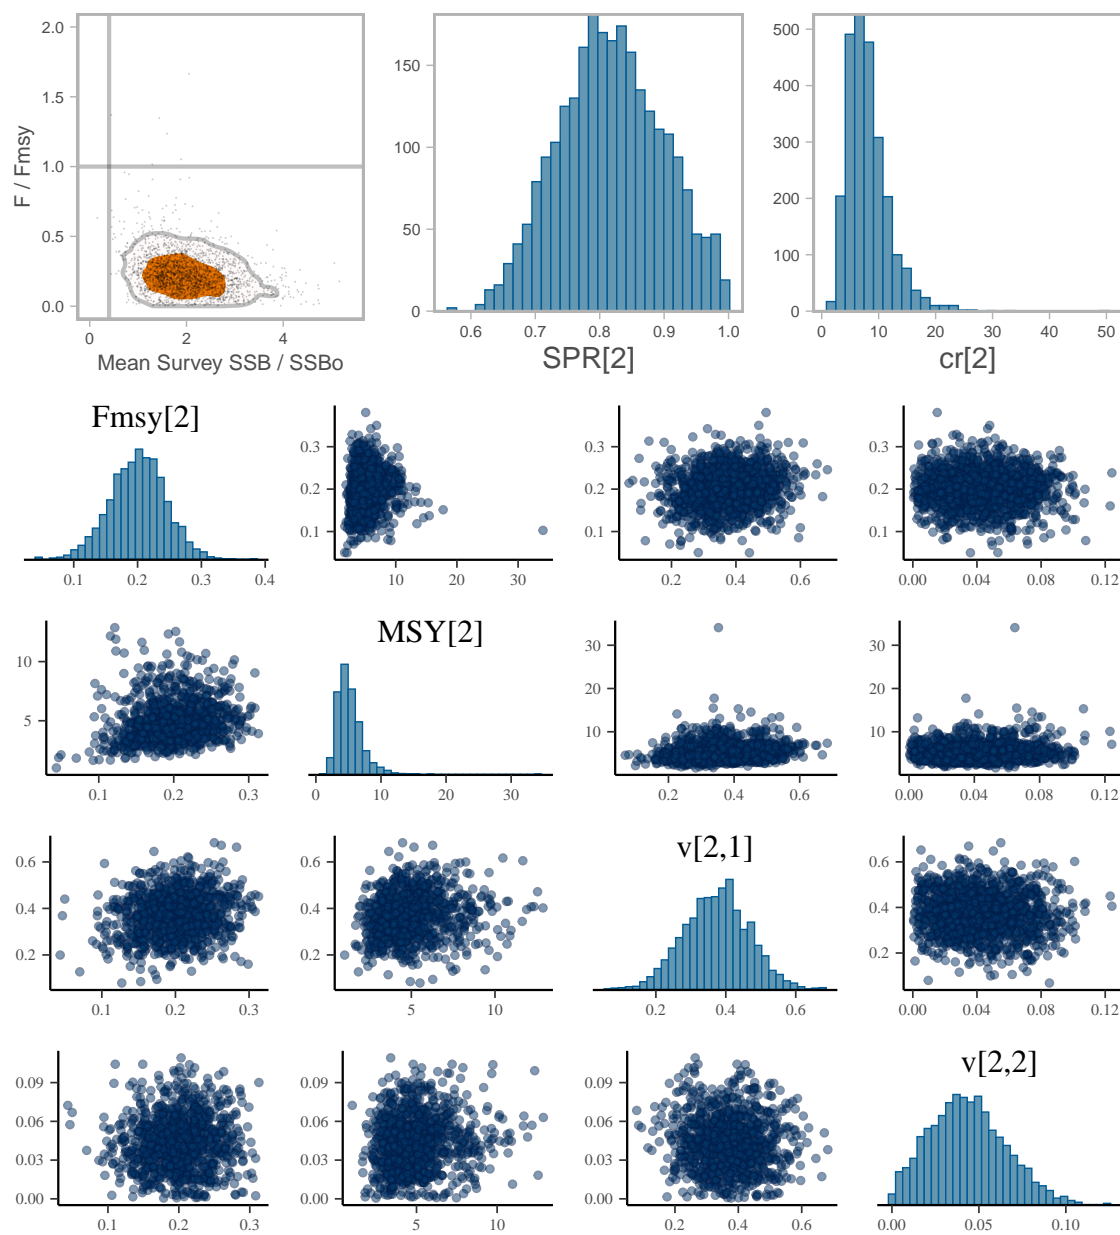 2.0
1.5
1.0
0.5
0.0
F / Fmsy
0 2 4
Mean Survey SSB / SSBo
150
100
50
0
0.6 0.7 0.8 0.9 1.0
SPR[2]
500
400
300
200
100
0
0 10 20 30 40 50
cr[2]
Fmsy[2]
0.1 0.2 0.3 0.4
0.3
0.2
0.1
10 20 30
0.3
0.2
0.1
0.2 0.4 0.6
0.3
0.2
0.1
0.00 0.04 0.08 0.12
10
5
0.1 0.2 0.3
MSY[2]
0 10 20 30
30
20
10
0.2 0.4 0.6
30
20
10
0.00 0.04 0.08 0.12
0.6
0.4
0.2
0.1 0.2 0.3
0.6
0.4
0.2
5 10
v[2,1]
0.2 0.4 0.6
0.6
0.4
0.2
0.00 0.04 0.08 0.12
0.09
0.06
0.03
0.00
0.1 0.2 0.3
0.09
0.06
0.03
0.00
5 10
0.09
0.06
0.03
0.00
0.2 0.4 0.6
v[2,2]
0.00 0.05 0.10